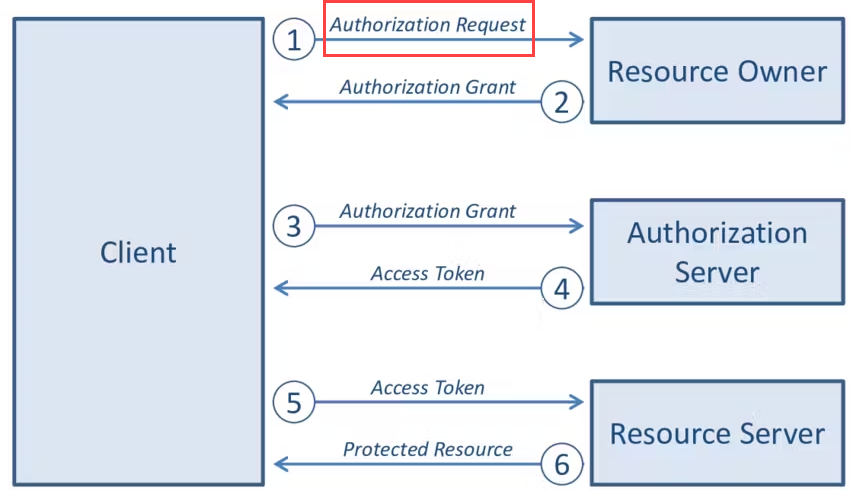 Authorization Request
1
Resource Owner
Authorization Grant
2
Client
Authorization Grant
3
Authorization
Server
Access Token
4
Access Token
5
Resource Server
Protected Resource
6